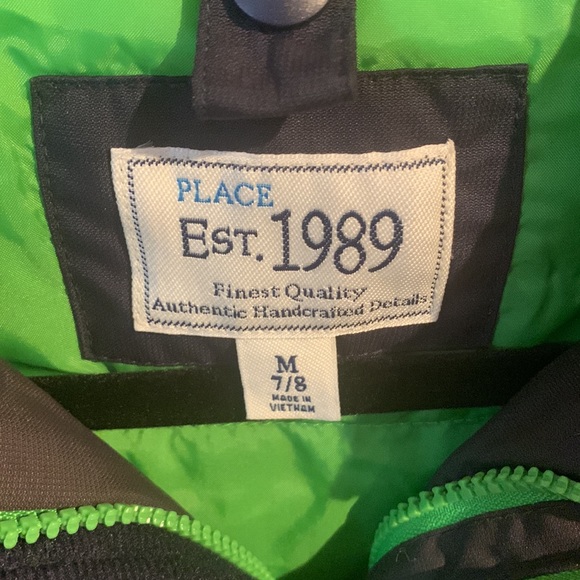 PLACE
EST. 1989
Finest Quality
Authentic Handcrafted Details
M
7/8
MADE IN
VIETNAM